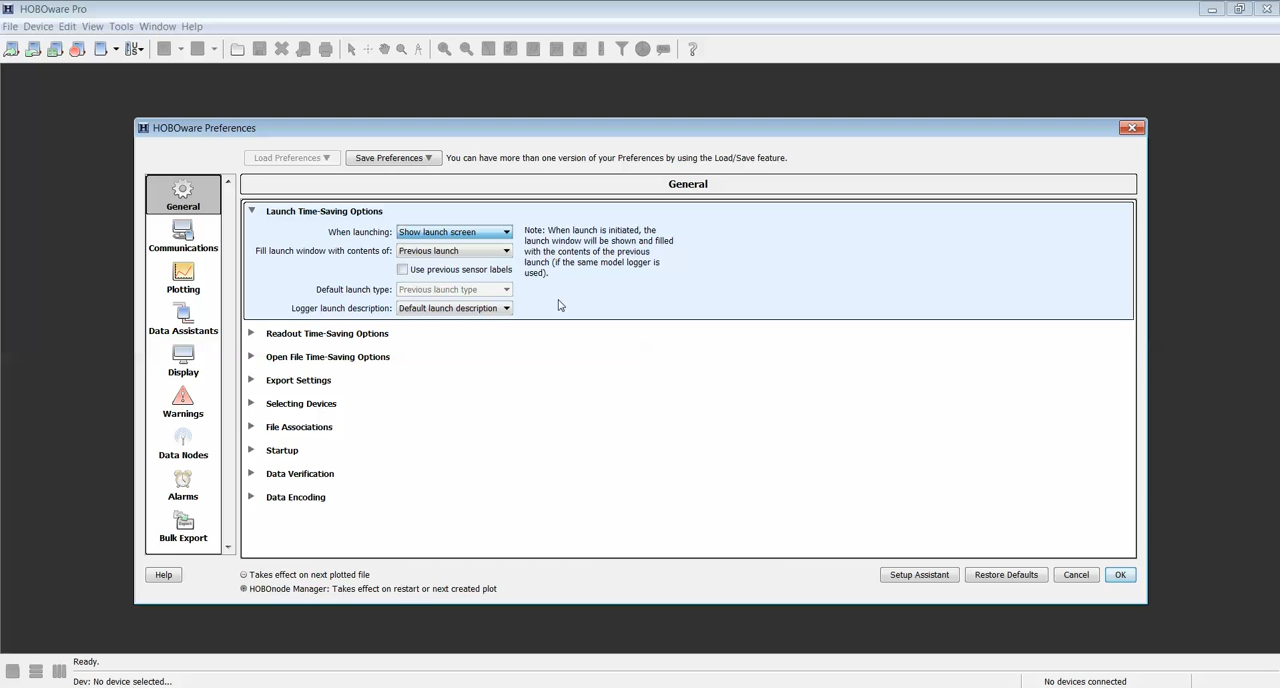 HOBOware Pro
File Device Edit View Tools Window Help
HOBOware Preferences
Load Preferences ▼ Save Preferences ▼ You can have more than one version of your Preferences by using the Load/Save feature.
General
General
Communications
Plotting
Data Assistants
Display
Warnings
Data Nodes
Alarms
Bulk Export
Launch Time-Saving Options
When launching: Show launch screen
Fill launch window with contents of: Previous launch
Use previous sensor labels
Default launch type: Previous launch type
Logger launch description: Default launch description
Note: When launch is initiated, the
launch window will be shown and filled
with the contents of the previous
launch (if the same model logger is
used).
Readout Time-Saving Options
Open File Time-Saving Options
Export Settings
Selecting Devices
File Associations
Startup
Data Verification
Data Encoding
Help
Takes effect on next plotted file
HOBOnode Manager: Takes effect on restart or next created plot
Setup Assistant Restore Defaults Cancel OK
Ready.
Dev: No device selected...
No devices connected